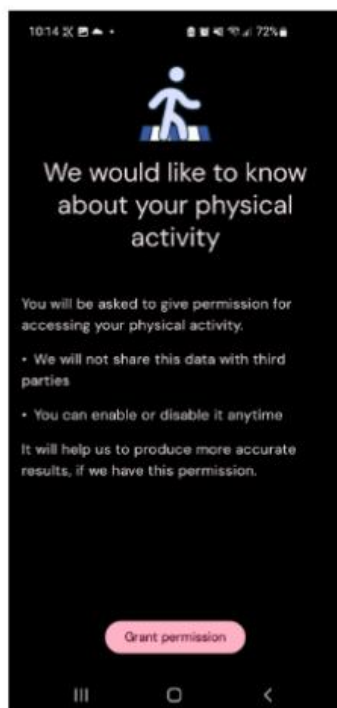 10:14
72%
We would like to know
about your physical
activity
You will be asked to give permission for
accessing your physical activity.
• We will not share this data with third
parties
• You can enable or disable it anytime
It will help us to produce more accurate
results, if we have this permission.
Grant permission